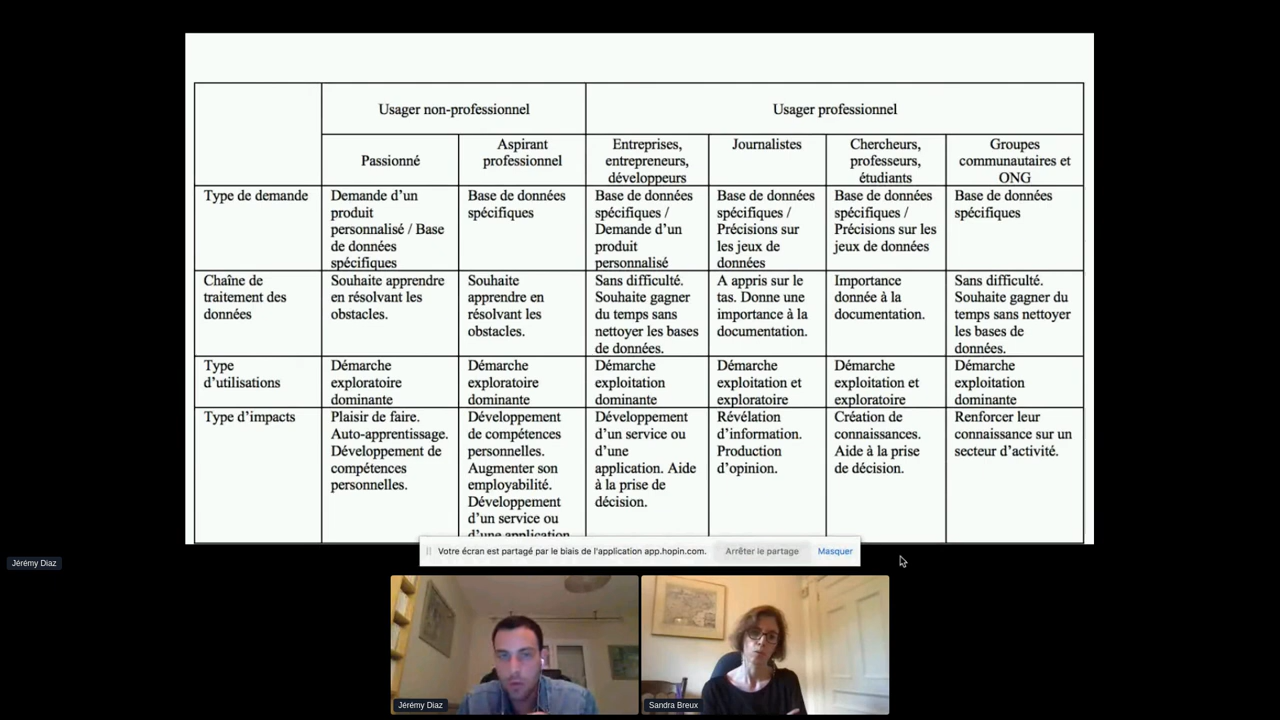 Usager non-professionnel
Usager professionnel
Passionné
Aspirant
professionnel
Entreprises,
entrepreneurs,
développeurs
Journalistes
Chercheurs,
professeurs,
étudiants
Groupes
communautaires et
ONG
Type de demande
Demande d’un
produit
personnalisé / Base
de données
spécifiques
Base de données
spécifiques
Base de données
spécifiques /
Demande d’un
produit
personnalisé
Base de données
spécifiques /
Précisions sur
les jeux de
données
Base de données
spécifiques /
Précisions sur les
jeux de données
Base de données
spécifiques
Chaîne de
traitement des
données
Souhaite apprendre
en résolvant les
obstacles.
Souhaite
apprendre en
résolvant les
obstacles.
Sans difficulté.
Souhaite gagner
du temps sans
nettoyer les bases
de données.
A appris sur le
tas. Donne une
importance à la
documentation.
Importance
donnée à la
documentation.
Sans difficulté.
Souhaite gagner du
temps sans nettoyer
les bases de
données.
Type
d’utilisations
Démarche
exploratoire
dominante
Démarche
exploratoire
dominante
Démarche
exploitation
dominante
Démarche
exploitation et
exploratoire
Démarche
exploitation et
exploratoire
Démarche
exploitation
dominante
Type d’impacts
Plaisir de faire.
Auto-apprentissage.
Développement de
compétences
personnelles.
Développement
de compétences
personnelles.
Augmenter son
employabilité.
Développement
d’un service ou
d’une application
Développement
d’un service ou
d’une
application. Aide
à la prise de
décision.
Révélation
d’information.
Production
d’opinion.
Création de
connaissances.
Aide à la prise
de décision.
Renforcer leur
connaissance sur un
secteur d’activité.
Votre écran est partagé par le biais de l'application app.hopin.com.
Arrêter le partage
Masquer
Jérémy Diaz
Jérémy Diaz
Sandra Breux